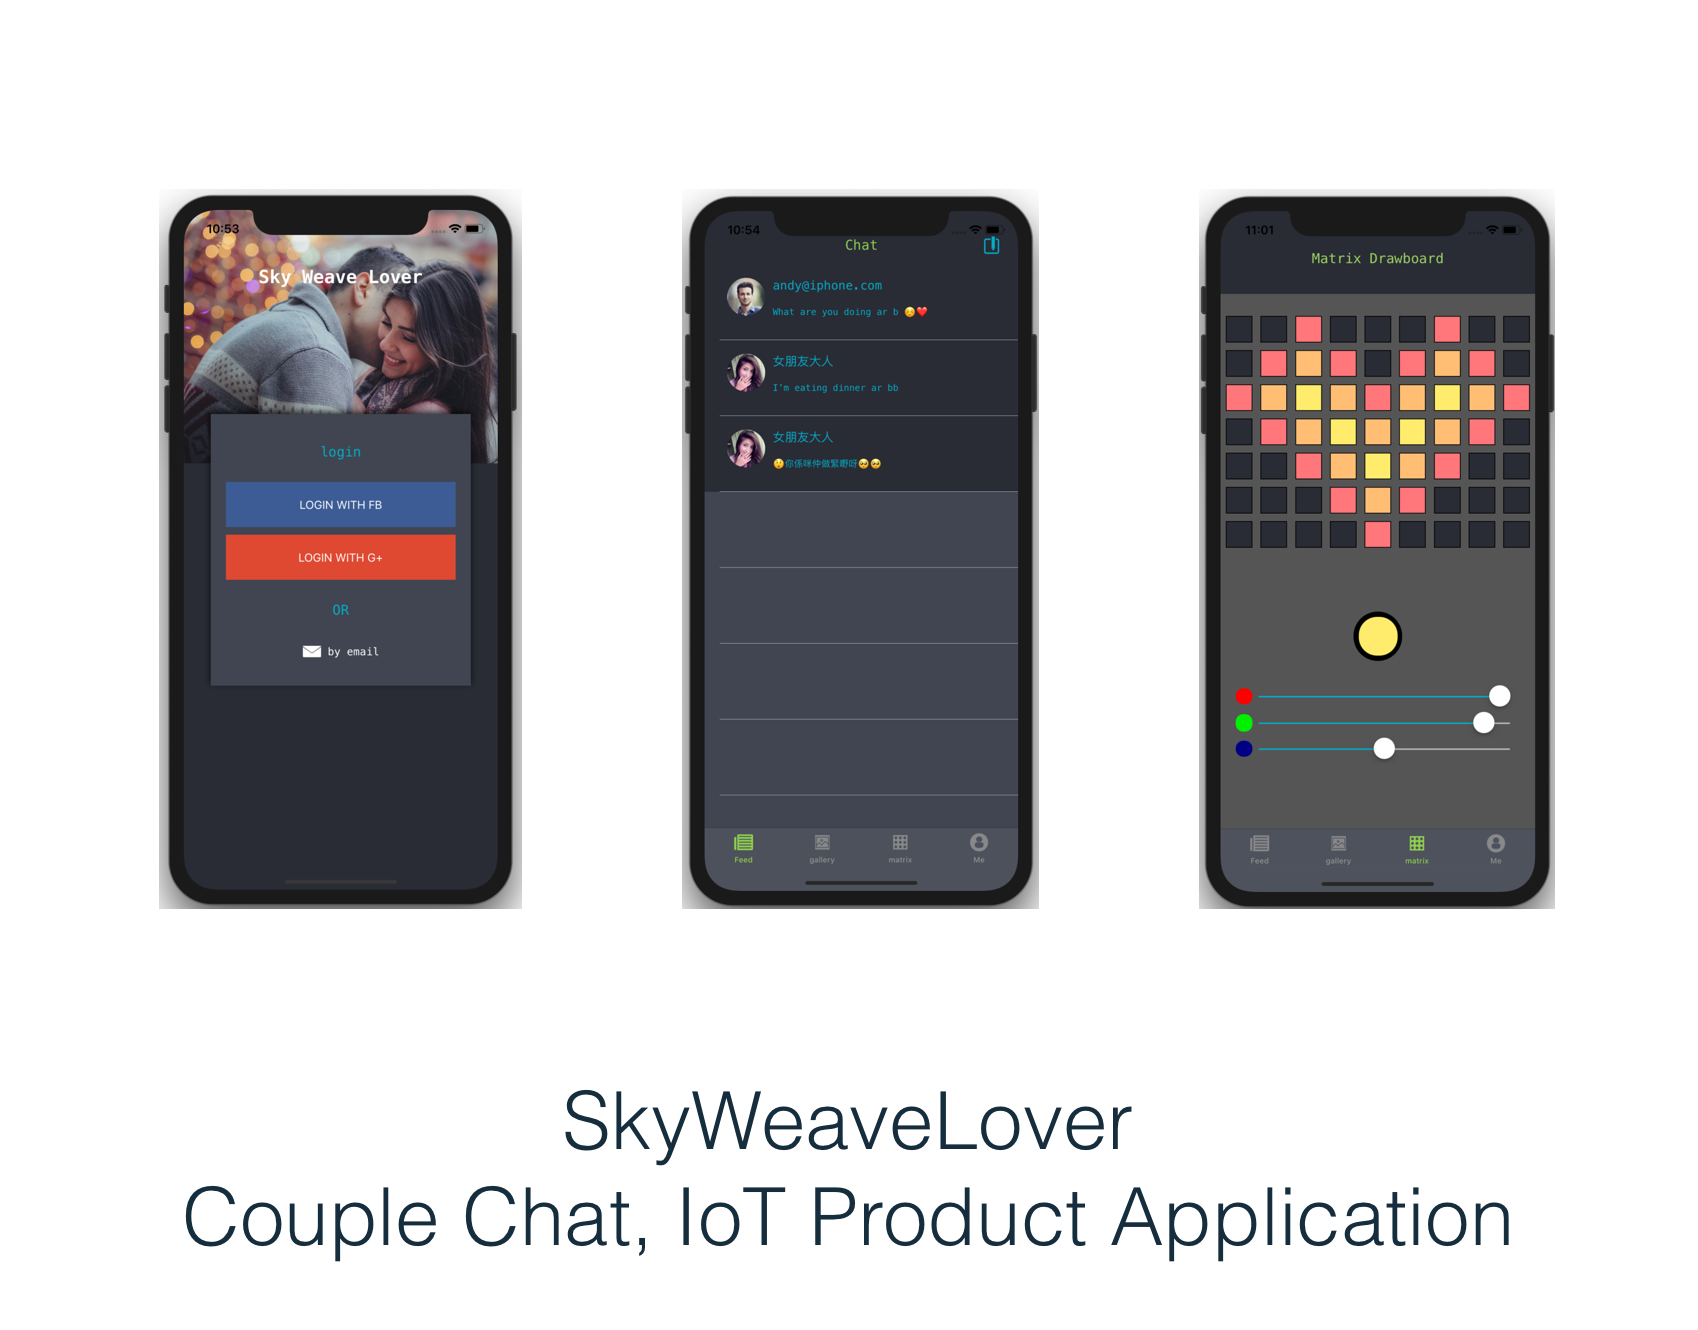 10:53
Sky Weave Lover
login
LOGIN WITH FB
LOGIN WITH G+
OR
by email
10:54
Chat
andy@iphone.com
What are you doing ar b 😊❤️
女朋友大人
I'm eating dinner ar bb
女朋友大人
😲你係咪仲做緊嘢呀🥺🥺
Feed
gallery
matrix
Me
11:01
Matrix Drawboard
Feed
gallery
matrix
Me
SkyWeaveLover
Couple Chat, IoT Product Application